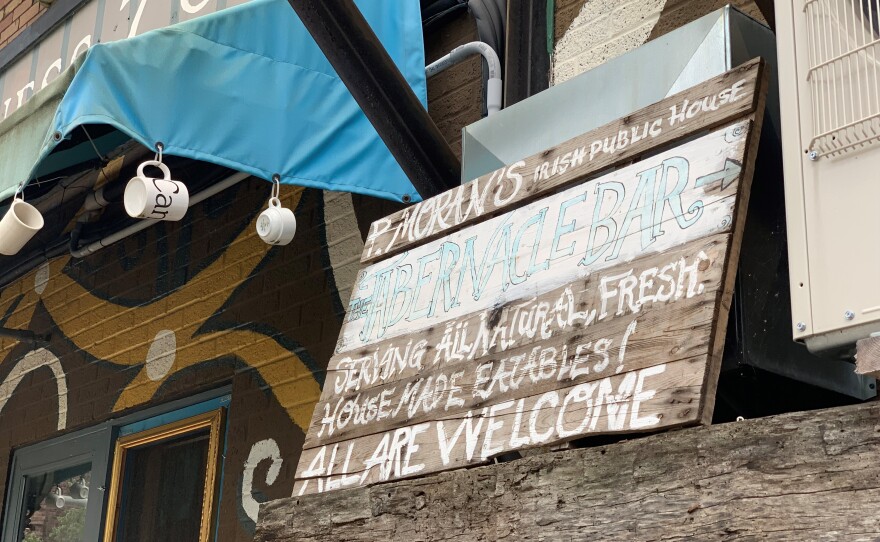 P. MORAN'S IRISH PUBLIC HOUSE
THE TABERNACLE BAR
SERVING ALL NATURAL, FRESH.
HOUSE MADE EATABLES!
ALL ARE WELCOME